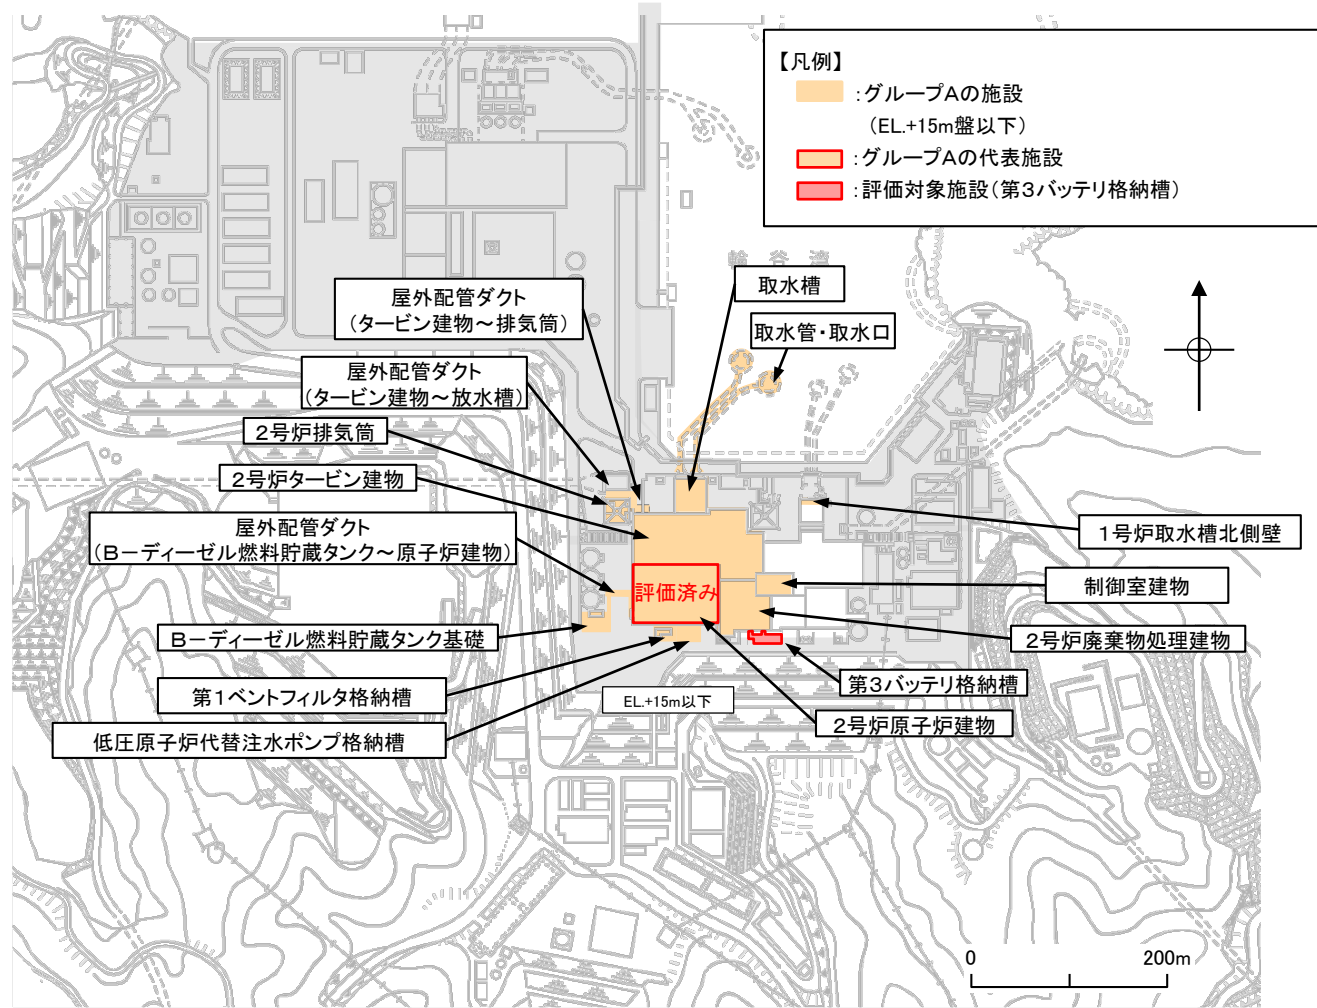 【凡例】
：グループAの施設
（EL.+15m盤以下）
：グループAの代表施設
：評価対象施設（第3バッテリ格納槽）
輪谷湾
屋外配管ダクト
（タービン建物～排気筒）
取水槽
取水管・取水口
屋外配管ダクト
（タービン建物～放水槽）
2号炉排気筒
2号炉タービン建物
屋外配管ダクト
（B－ディーゼル燃料貯蔵タンク～原子炉建物）
1号炉取水槽北側壁
評価済み
制御室建物
B－ディーゼル燃料貯蔵タンク基礎
2号炉廃棄物処理建物
第1ベントフィルタ格納槽
第3バッテリ格納槽
EL.+15m以下
2号炉原子炉建物
低圧原子炉代替注水ポンプ格納槽
0
200m